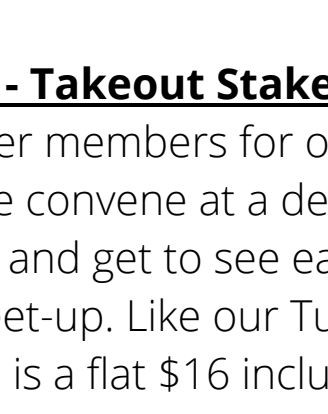 - Takeout Stake
er members for o
e convene at a de
and get to see ea
et-up. Like our Tu
is a flat $16 inclu